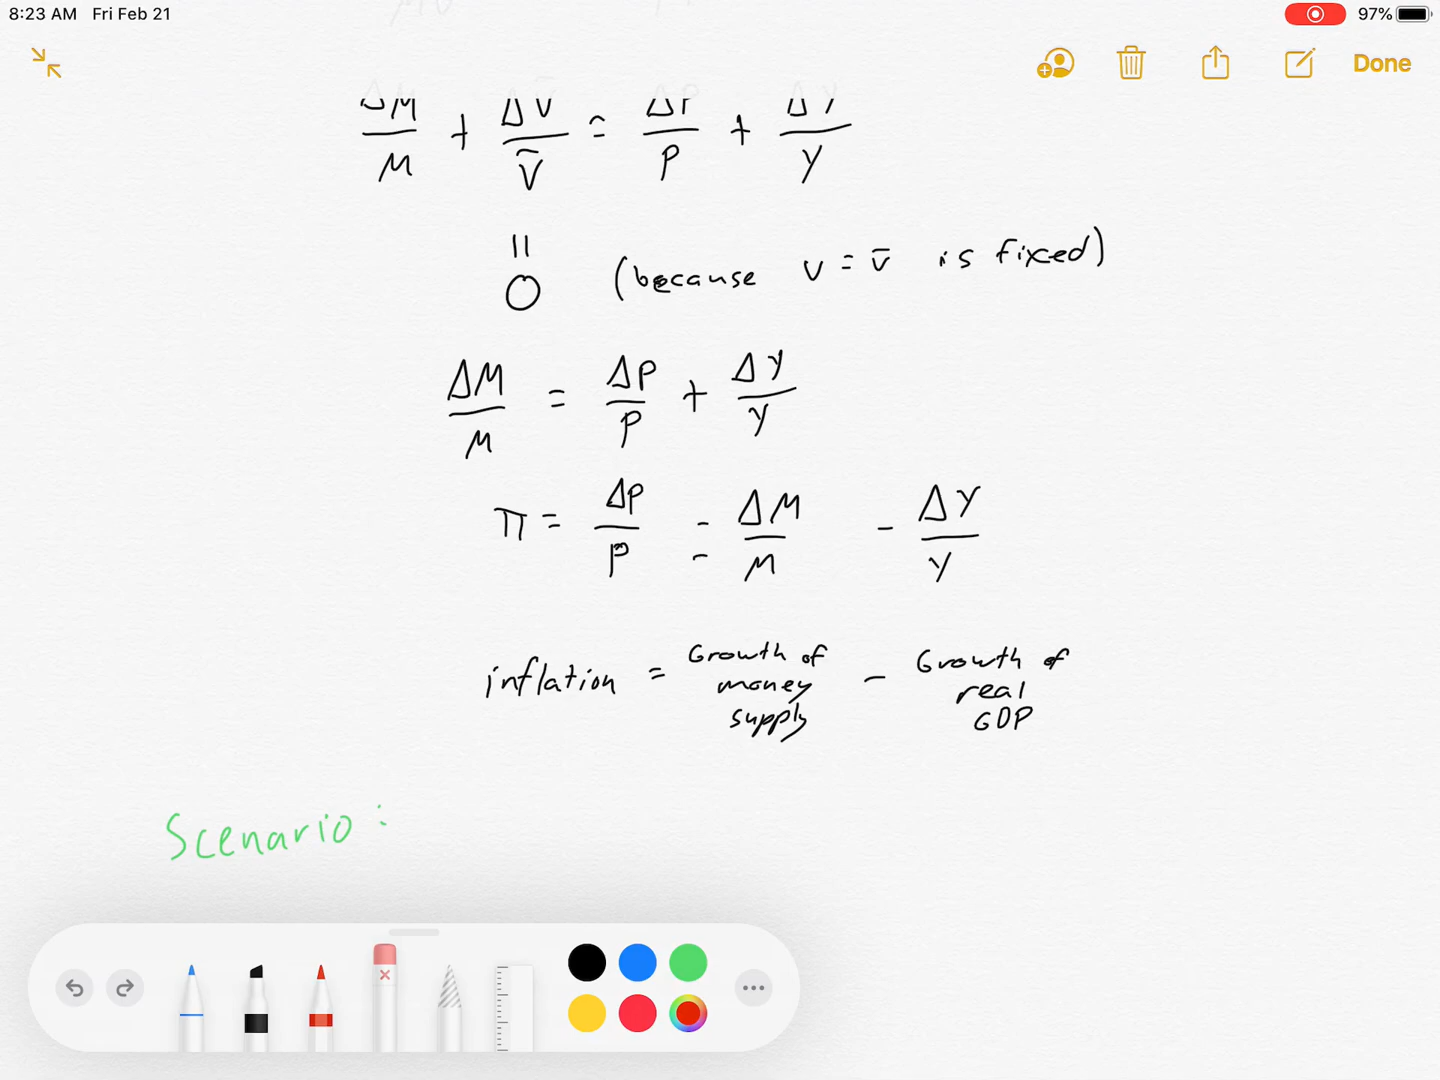 8:23 AM Fri Feb 21 97%
Done
ΔM/M + ΔV̄/V̄ = ΔP/P + ΔY/Y
=
0 (because v = v̄ is fixed)
ΔM/M = ΔP/P + ΔY/Y
π = ΔP/P = ΔM/M - ΔY/Y
inflation = Growth of money supply - Growth of real GDP
Scenario: